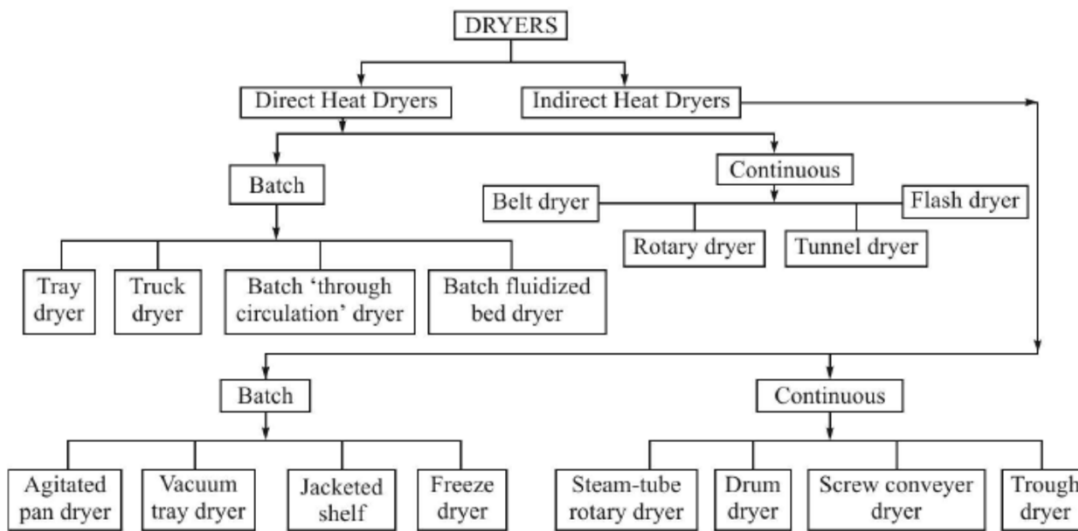 DRYERS
Direct Heat Dryers
Indirect Heat Dryers
Batch
Continuous
Belt dryer
Flash dryer
Rotary dryer
Tunnel dryer
Tray
dryer
Truck
dryer
Batch ‘through
circulation’ dryer
Batch fluidized
bed dryer
Batch
Continuous
Agitated
pan dryer
Vacuum
tray dryer
Jacketed
shelf
Freeze
dryer
Steam-tube
rotary dryer
Drum
dryer
Screw conveyer
dryer
Trough
dryer